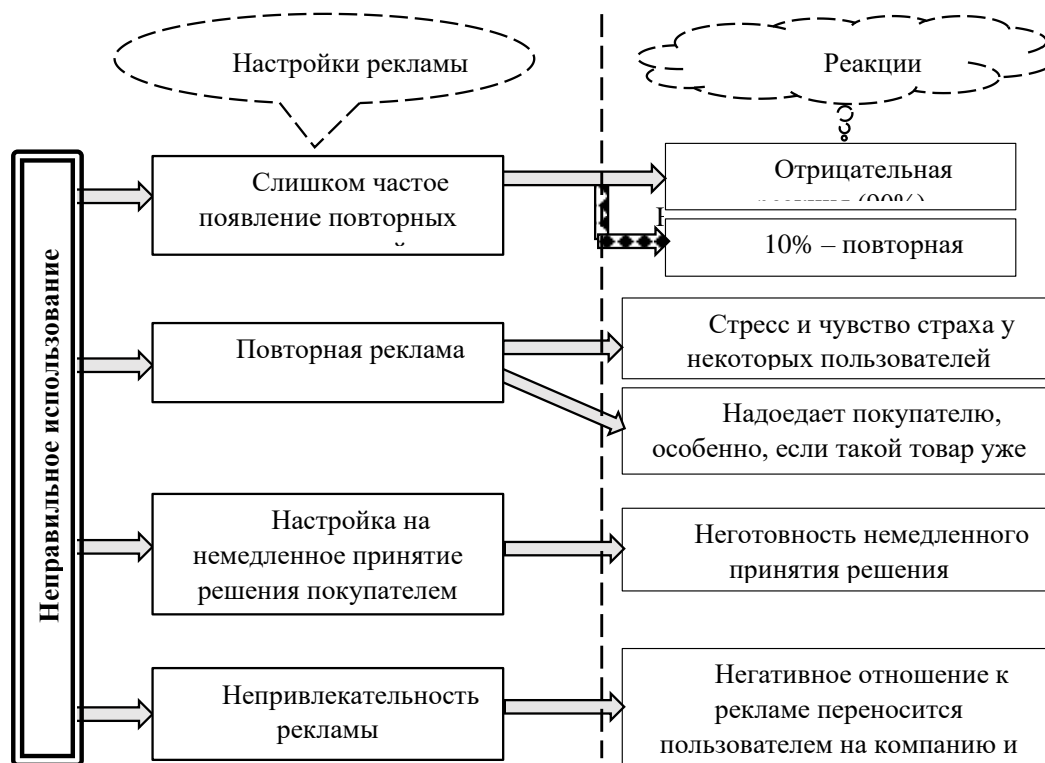 Настройки рекламы
Реакции
Неправильное использование
Слишком частое
появление повторных
Отрицательная
(90%)
10% – повторная
Повторная реклама
Стресс и чувство страха у
некоторых пользователей
Надоедает покупателю,
особенно, если такой товар уже
Настройка на
немедленное принятие
решения покупателем
Неготовность немедленного
принятия решения
Непривлекательность
рекламы
Негативное отношение к
рекламе переносится
пользователем на компанию и